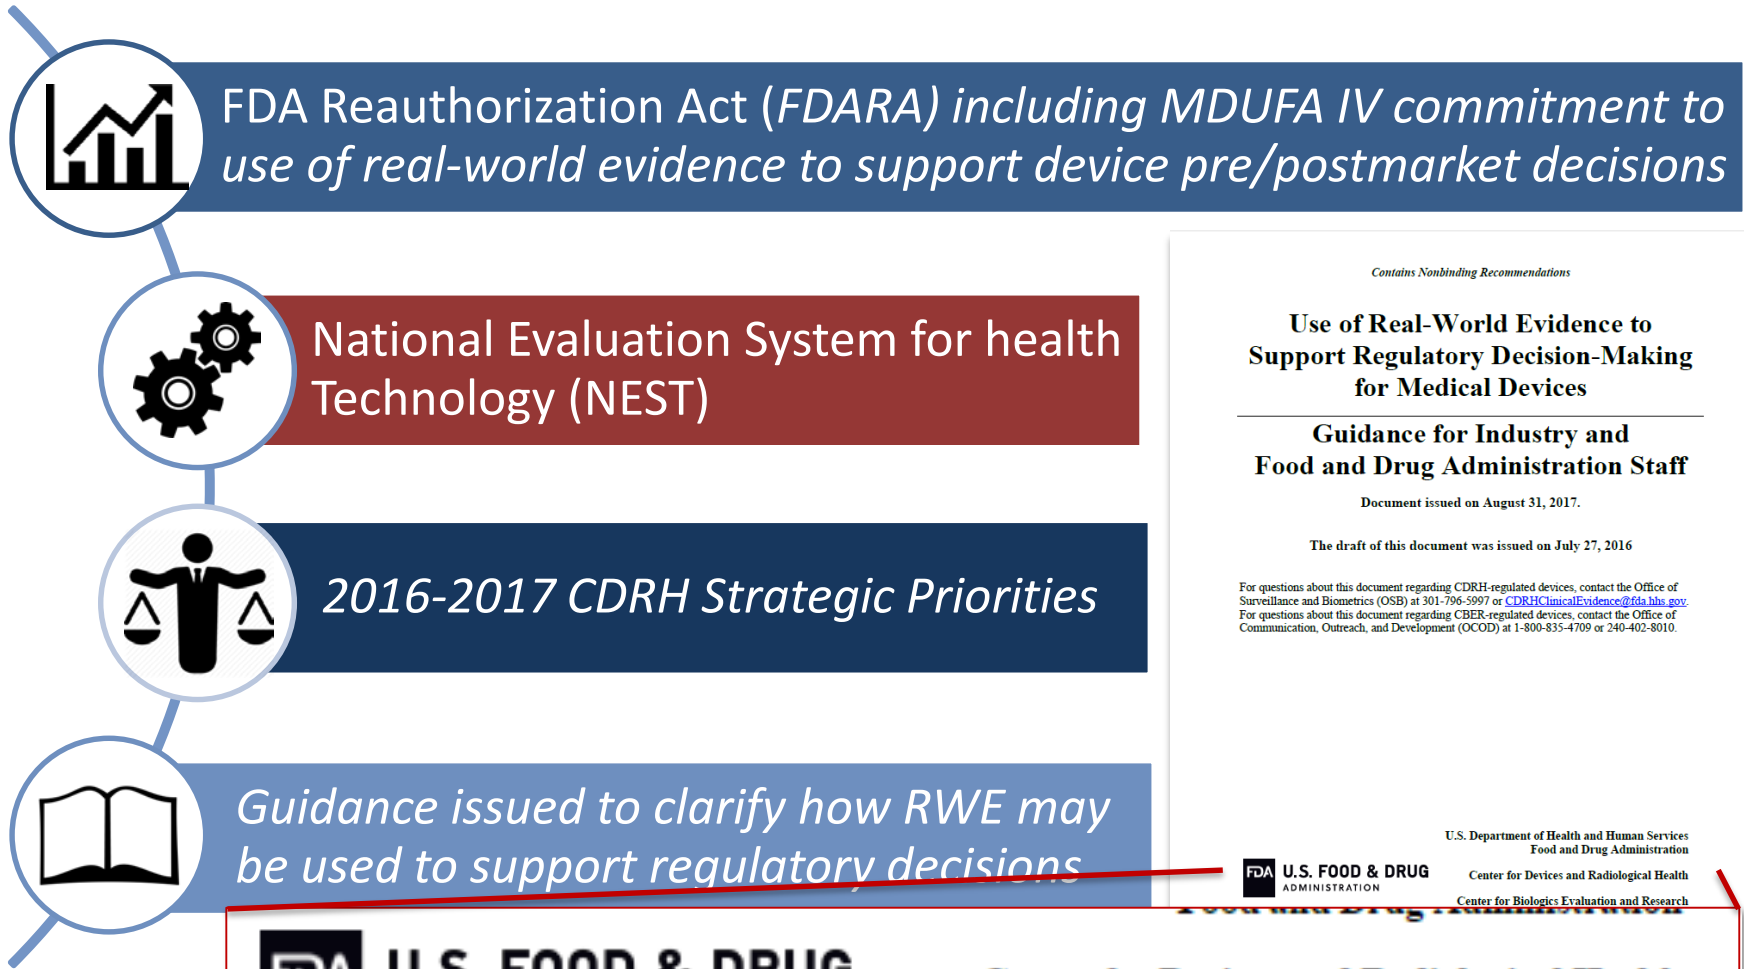 FDA Reauthorization Act (FDARA) including MDUFA IV commitment to
use of real-world evidence to support device pre/postmarket decisions
National Evaluation System for health
Technology (NEST)
2016-2017 CDRH Strategic Priorities
Guidance issued to clarify how RWE may
be used to support regulatory decisions
Contains Nonbinding Recommendations
Use of Real-World Evidence to
Support Regulatory Decision-Making
for Medical Devices
Guidance for Industry and
Food and Drug Administration Staff
Document issued on August 31, 2017.
The draft of this document was issued on July 27, 2016
For questions about this document regarding CDRH-regulated devices, contact the Office of
Surveillance and Biometrics (OSB) at 301-796-5997 or CDRHClinicalEvidence@fda.hhs.gov.
For questions about this document regarding CBER-regulated devices, contact the Office of
Communication, Outreach, and Development (OCOD) at 1-800-835-4709 or 240-402-8010.
U.S. Department of Health and Human Services
Food and Drug Administration
FDA U.S. FOOD & DRUG
ADMINISTRATION
Center for Devices and Radiological Health
Center for Biologics Evaluation and Research
Food and Drug Administration
FDA U.S. FOOD & DRUG